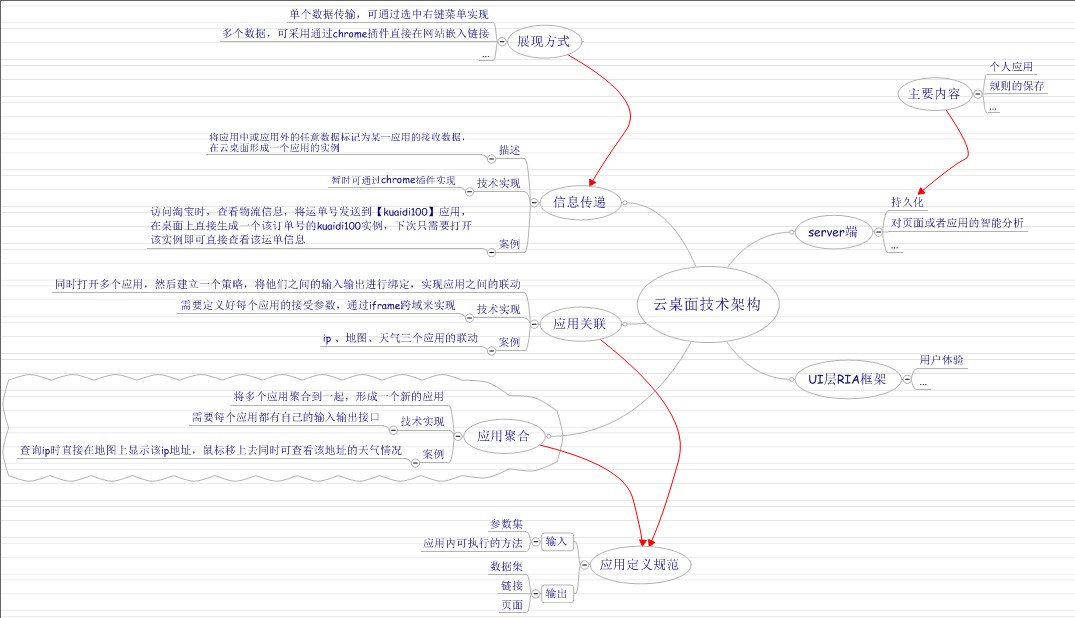 单个数据传输，可通过选中右键菜单实现
多个数据，可采用通过chrome插件直接在网站嵌入链接
...
展现方式
主要内容
个人应用
规则的保存
...
将应用中或应用外的任意数据标记为某一应用的接收数据，
在云桌面形成一个应用的实例
描述
暂时可通过chrome插件实现
技术实现
访问淘宝时，查看物流信息，将运单号发送到【kuaidi100】应用，
在桌面上直接生成一个该订单号的kuaidi100实例，下次只需要打开
该实例即可直接查看该运单信息
案例
信息传递
server端
持久化
对页面或者应用的智能分析
...
云桌面技术架构
同时打开多个应用，然后建立一个策略，将他们之间的输入输出进行绑定，实现应用之间的联动
需要定义好每个应用的接受参数，通过iframe跨域来实现
技术实现
ip 、地图、天气三个应用的联动
案例
应用关联
UI层RIA框架
用户体验
...
将多个应用聚合到一起，形成一个新的应用
需要每个应用都有自己的输入输出接口
技术实现
查询ip时直接在地图上显示该ip地址，鼠标移上去同时可查看该地址的天气情况
案例
应用聚合
参数集
应用内可执行的方法
输入
数据集
链接
页面
输出
应用定义规范